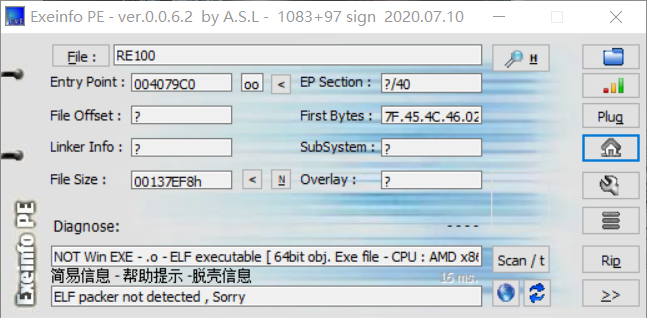 Exeinfo PE - ver.0.0.6.2 by A.S.L - 1083+97 sign 2020.07.10
File : RE100 H
Entry Point : 004079C0 oo < EP Section : ?/40
File Offset : ? First Bytes : 7F.45.4C.46.02 Plug
Linker Info : ? SubSystem : ?
File Size : 00137EF8h < N Overlay : ?
Diagnose: ----
NOT Win EXE - .o - ELF executable [ 64bit obj. Exe file - CPU : AMD x86 Scan / t Rip
简易信息 - 帮助提示 -脱壳信息 16 ms.
ELF packer not detected , Sorry >>
Exeinfo PE